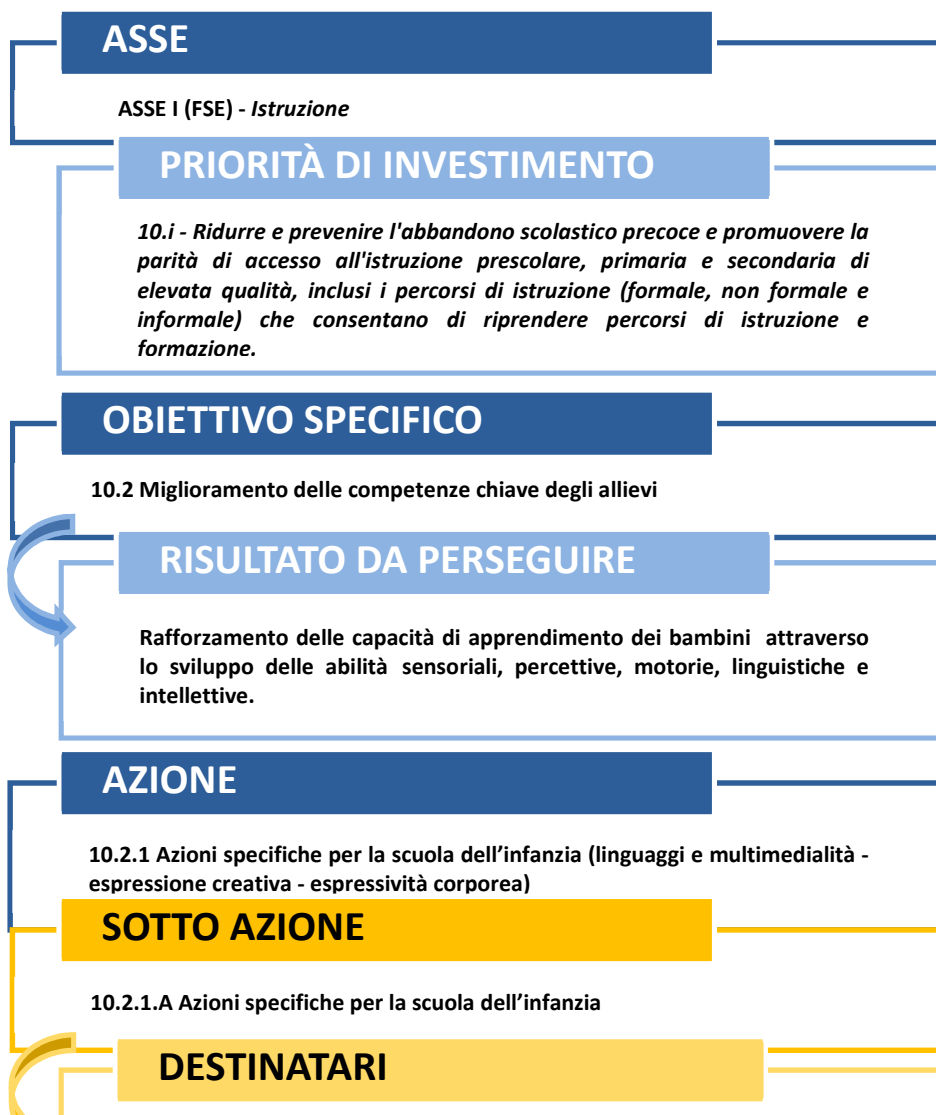 ASSE
ASSE I (FSE) - Istruzione
PRIORITÀ DI INVESTIMENTO
10.i - Ridurre e prevenire l'abbandono scolastico precoce e promuovere la
parità di accesso all'istruzione prescolare, primaria e secondaria di
elevata qualità, inclusi i percorsi di istruzione (formale, non formale e
informale) che consentano di riprendere percorsi di istruzione e
formazione.
OBIETTIVO SPECIFICO
10.2 Miglioramento delle competenze chiave degli allievi
RISULTATO DA PERSEGUIRE
Rafforzamento delle capacità di apprendimento dei bambini attraverso
lo sviluppo delle abilità sensoriali, percettive, motorie, linguistiche e
intellettive.
AZIONE
10.2.1 Azioni specifiche per la scuola dell’infanzia (linguaggi e multimedialità -
espressione creativa - espressività corporea)
SOTTO AZIONE
10.2.1.A Azioni specifiche per la scuola dell’infanzia
DESTINATARI